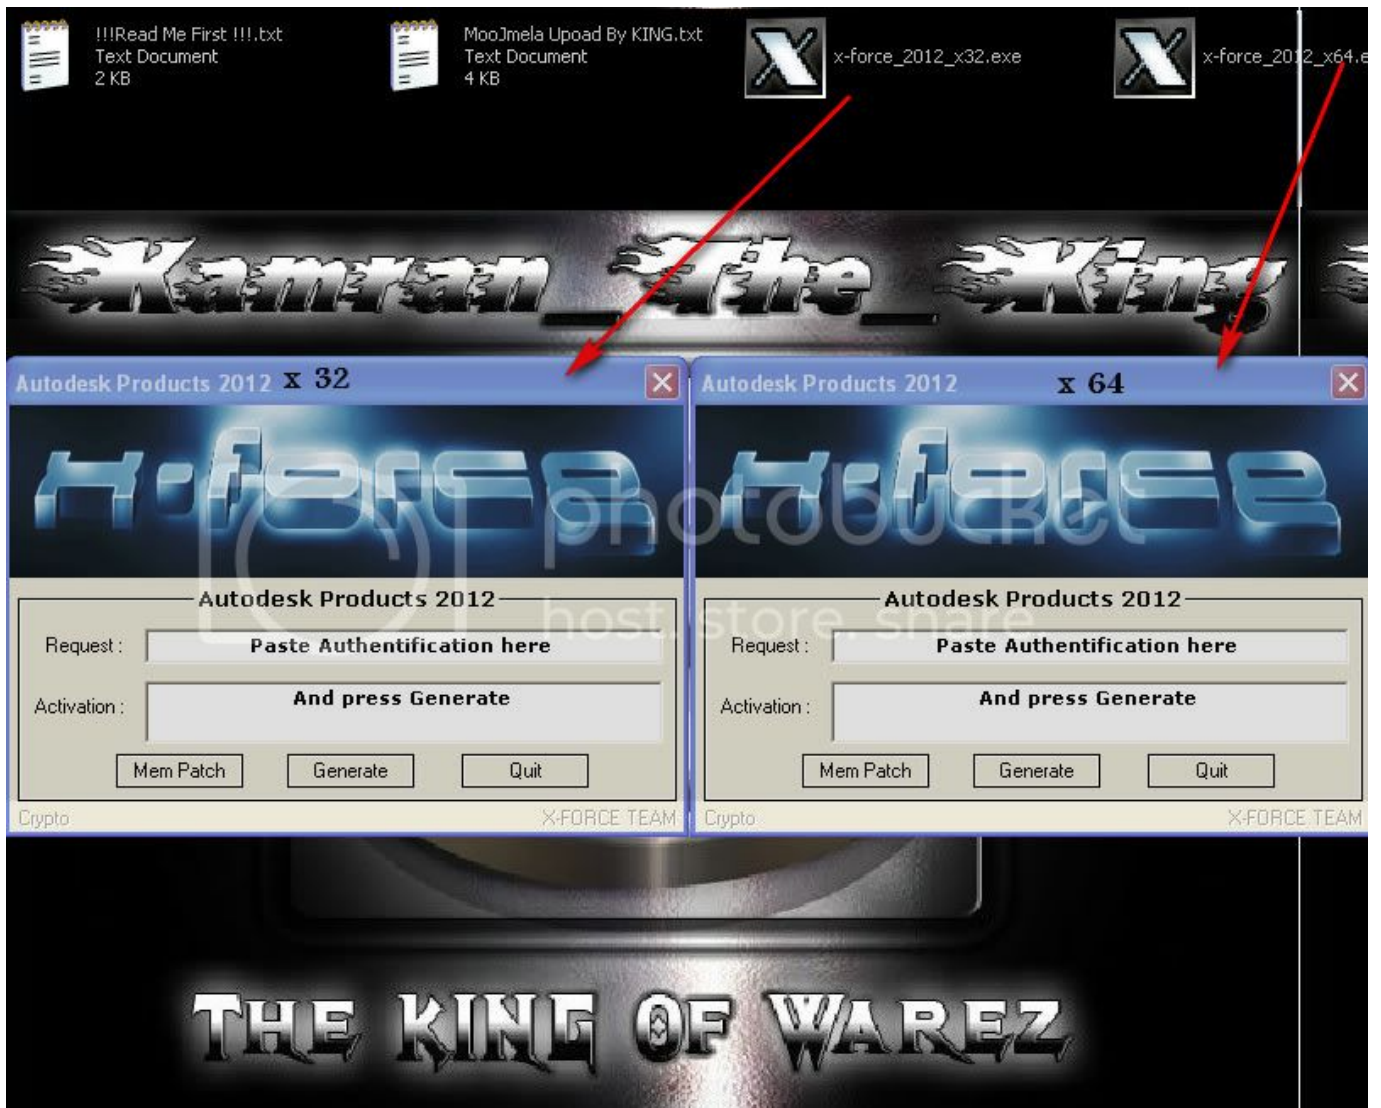 !!!Read Me First !!!.txt
Text Document
2 KB
MooJmela Upoad By KING.txt
Text Document
4 KB
x-force_2012_x32.exe
x-force_2012_x64.e
Kamran_The_King
Autodesk Products 2012 x 32
x-force
Autodesk Products 2012
Request :
Paste Authentification here
Activation :
And press Generate
Mem Patch
Generate
Quit
Crypto
X-FORCE TEAM
Autodesk Products 2012 x 64
x-force
Autodesk Products 2012
Request :
Paste Authentification here
Activation :
And press Generate
Mem Patch
Generate
Quit
Crypto
X-FORCE TEAM
photobucket
host. store. share
THE KING OF WAREZ